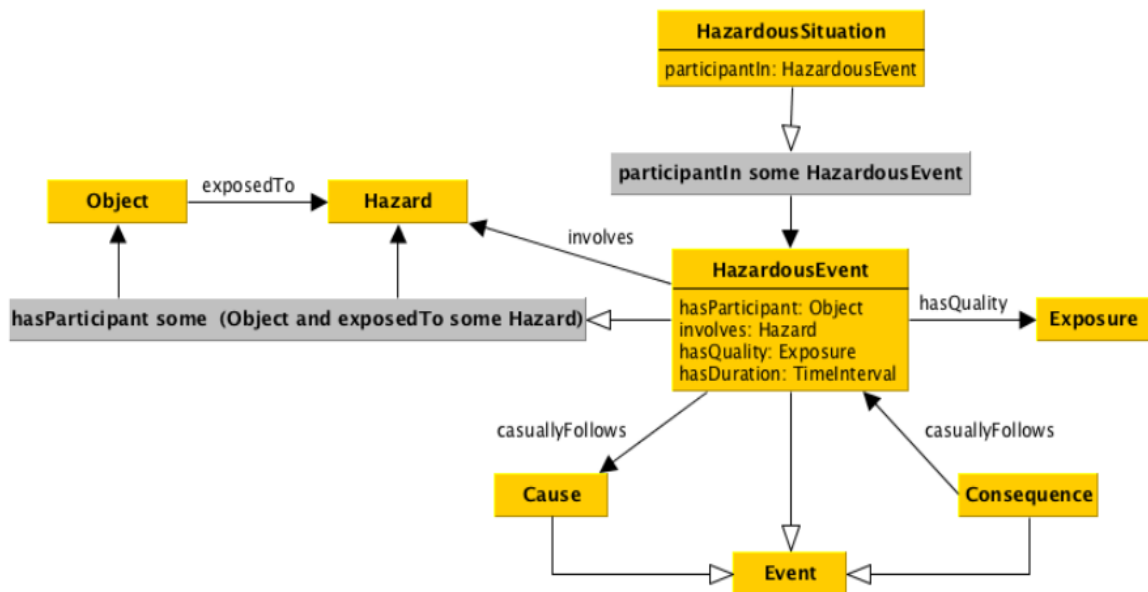 HazardousSituation
participantIn: HazardousEvent
participantIn some HazardousEvent
Object
exposedTo
Hazard
involves
hasParticipant some (Object and exposedTo some Hazard)
HazardousEvent
hasParticipant: Object
involves: Hazard
hasQuality: Exposure
hasDuration: TimeInterval
hasQuality
Exposure
casuallyFollows
casuallyFollows
Cause
Consequence
Event